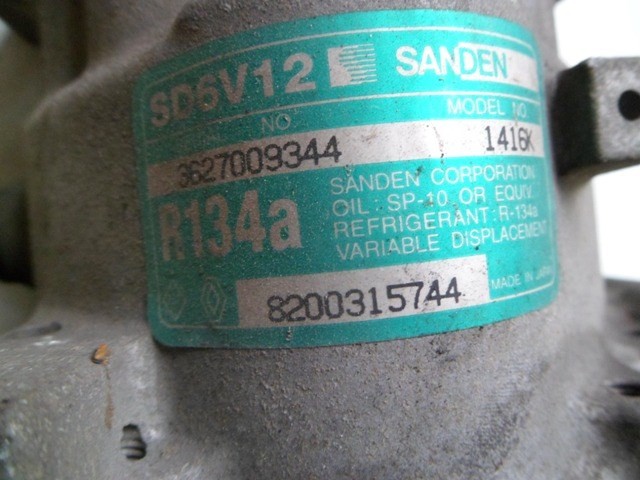 SD6V12 SANDEN
NO MODEL NO
3627009344 1416K
R134a
SANDEN CORPORATION
OIL: SP-10 OR EQUIV.
REFRIGERANT: R-134a
VARIABLE DISPLACEMENT
8200315744
MADE IN JAPAN